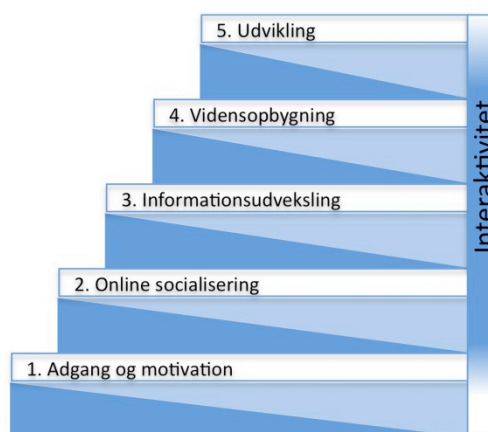 5. Udvikling
4. Vidensopbygning
3. Informationsudveksling
2. Online socialisering
1. Adgang og motivation
Interaktivitet